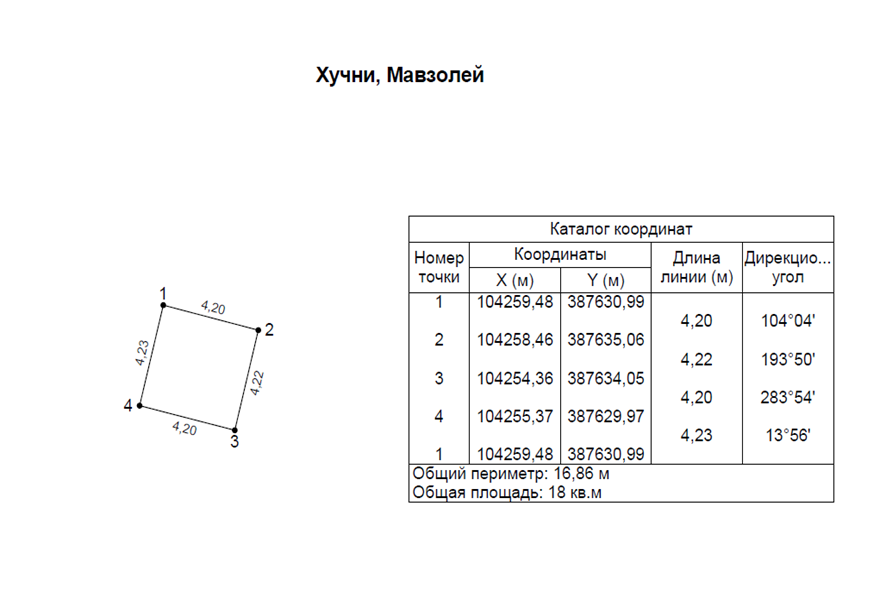 Хучни, Мавзолей
Каталог координат
Номер точки Координаты Длина линии (м) Дирекцио... угол
X (м) Y (м)
1 104259,48 387630,99
4,20 104°04'
2 104258,46 387635,06
4,22 193°50'
3 104254,36 387634,05
4,20 283°54'
4 104255,37 387629,97
4,23 13°56'
1 104259,48 387630,99
Общий периметр: 16,86 м
Общая площадь: 18 кв.м
1
4,20
2
4,23
4,22
4
4,20
3